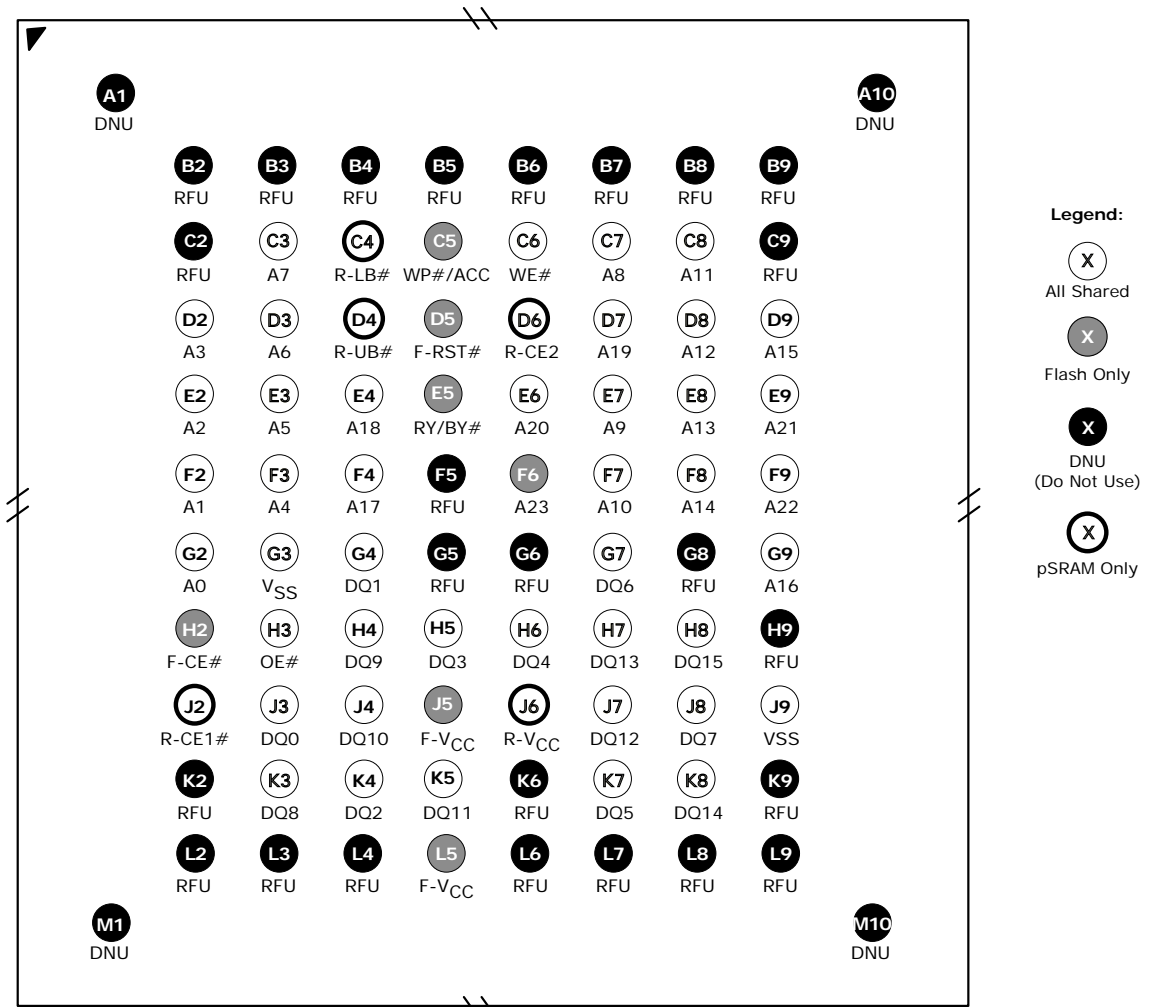 A1 A10
DNU DNU
B2 B3 B4 B5 B6 B7 B8 B9
RFU RFU RFU RFU RFU RFU RFU RFU
C2 C3 C4 C5 C6 C7 C8 C9
RFU A7 R-LB# WP#/ACC WE# A8 A11 RFU
D2 D3 D4 D5 D6 D7 D8 D9
A3 A6 R-UB# F-RST# R-CE2 A19 A12 A15
E2 E3 E4 E5 E6 E7 E8 E9
A2 A5 A18 RY/BY# A20 A9 A13 A21
F2 F3 F4 F5 F6 F7 F8 F9
A1 A4 A17 RFU A23 A10 A14 A22
G2 G3 G4 G5 G6 G7 G8 G9
A0 VSS DQ1 RFU RFU DQ6 RFU A16
H2 H3 H4 H5 H6 H7 H8 H9
F-CE# OE# DQ9 DQ3 DQ4 DQ13 DQ15 RFU
J2 J3 J4 J5 J6 J7 J8 J9
R-CE1# DQ0 DQ10 F-VCC R-VCC DQ12 DQ7 VSS
K2 K3 K4 K5 K6 K7 K8 K9
RFU DQ8 DQ2 DQ11 RFU DQ5 DQ14 RFU
L2 L3 L4 L5 L6 L7 L8 L9
RFU RFU RFU F-VCC RFU RFU RFU RFU
M1 M10
DNU DNU
Legend:
X
All Shared
X
Flash Only
X
DNU
(Do Not Use)
X
pSRAM Only